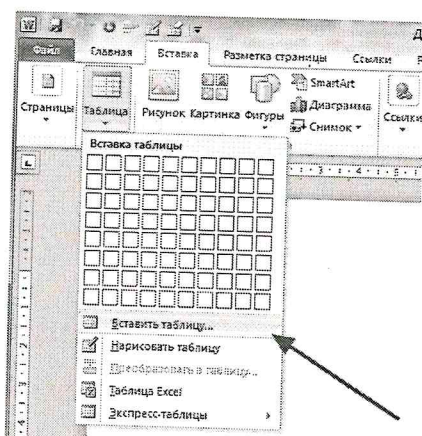 Файл Главная Вставка Разметка страницы Ссылки
Страницы Таблица Рисунок Картинка Фигуры SmartArt Диаграмма Снимок Ссылки
Вставка таблицы
Вставить таблицу...
Нарисовать таблицу
Преобразовать в таблицу...
Таблица Excel
Экспресс-таблицы